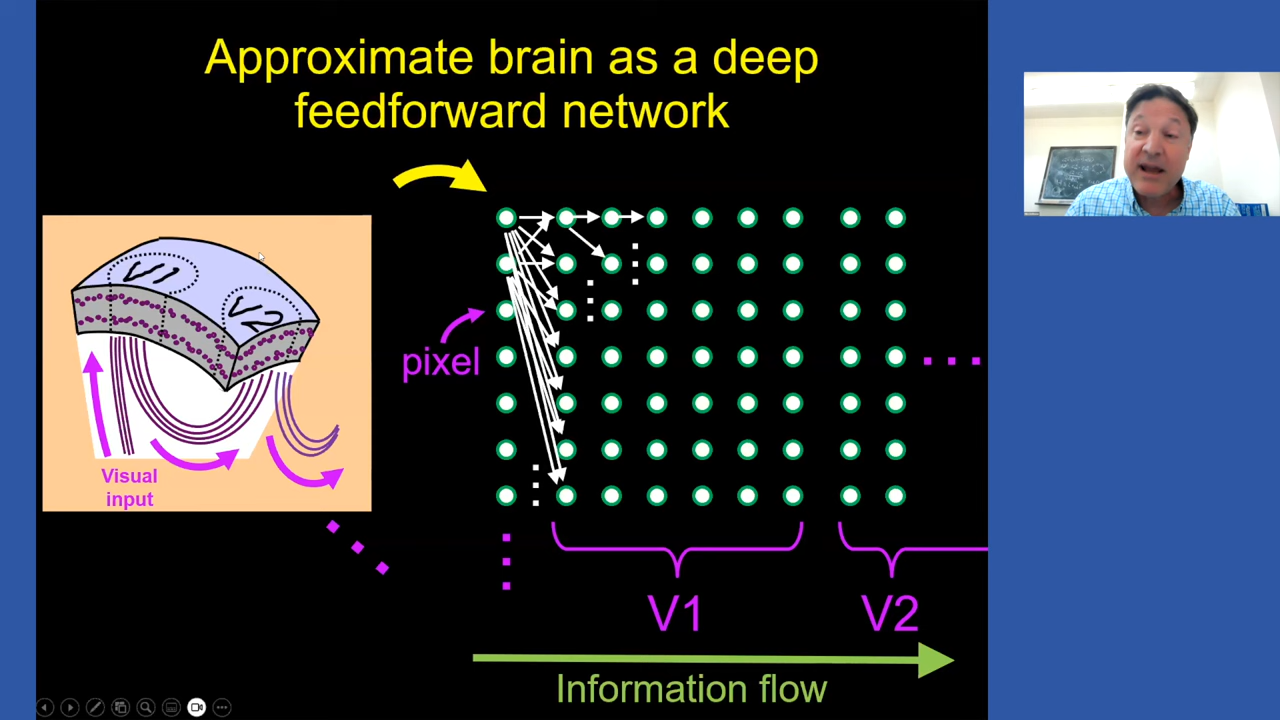 Approximate brain as a deep
feedforward network
V1
V2
pixel
Visual
input
V1
V2
Information flow